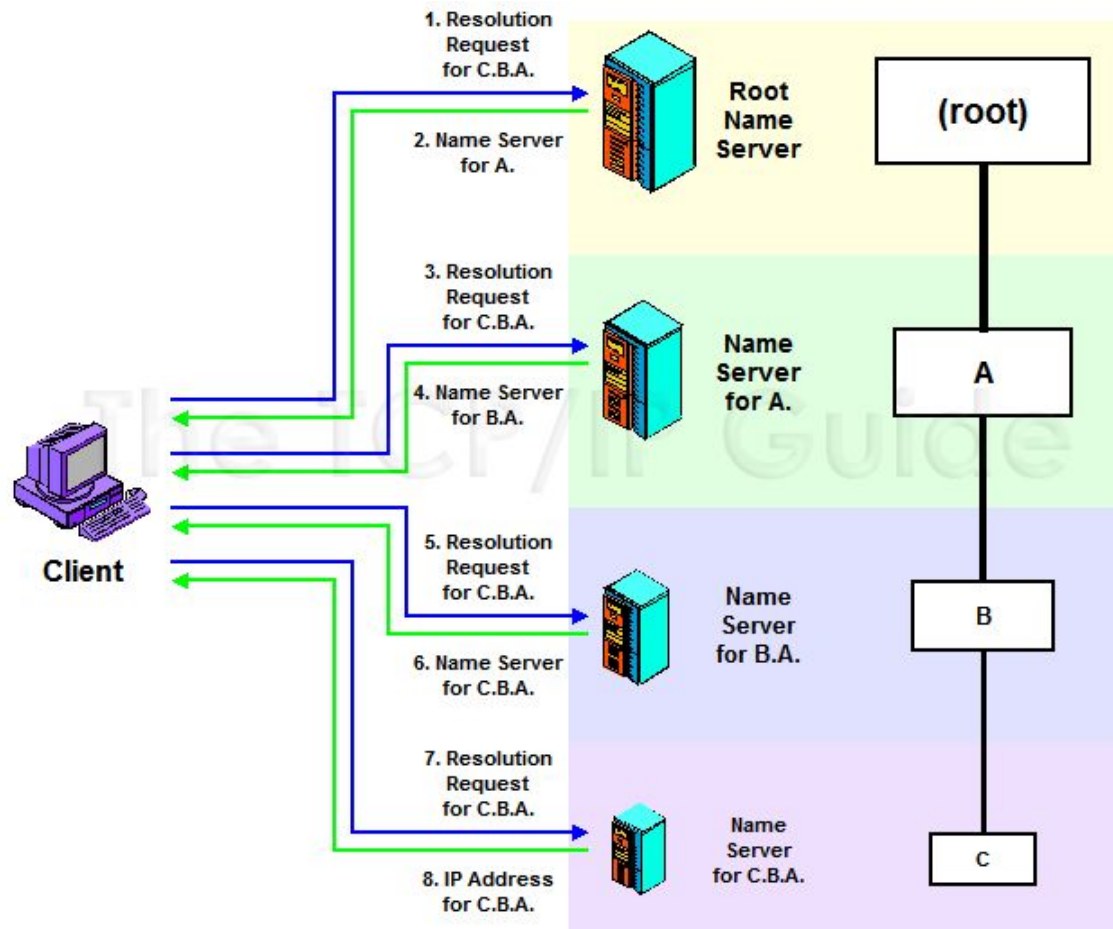 1. Resolution
Request
for C.B.A.
2. Name Server
for A.
Root
Name
Server
(root)
3. Resolution
Request
for C.B.A.
4. Name Server
for B.A.
Name
Server
for A.
A
The TCP/IP Guide
Client
5. Resolution
Request
for C.B.A.
6. Name Server
for C.B.A.
Name
Server
for B.A.
B
7. Resolution
Request
for C.B.A.
8. IP Address
for C.B.A.
Name
Server
for C.B.A.
C